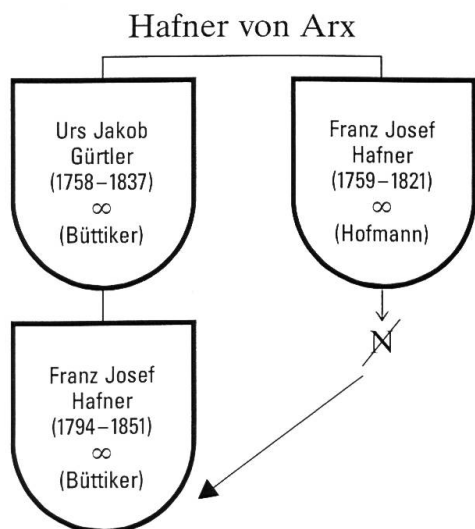 Hafner von Arx
Urs Jakob
Gürtler
(1758–1837)
∞
(Büttiker)
Franz Josef
Hafner
(1759–1821)
∞
(Hofmann)
N
Franz Josef
Hafner
(1794–1851)
∞
(Büttiker)